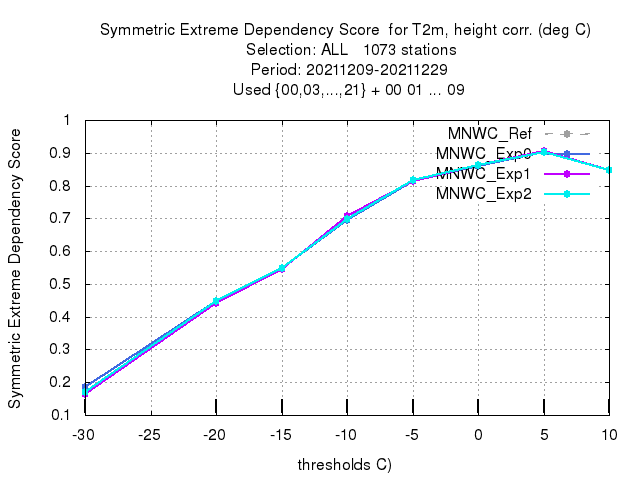 Symmetric Extreme Dependency Score  for T2m, height corr. (deg C)
Selection: ALL   1073 stations
Period: 20211209-20211229
Used {00,03,...,21} + 00 01 ... 09
Symmetric Extreme Dependency Score
1
0.9
0.8
0.7
0.6
0.5
0.4
0.3
0.2
0.1
MNWC_Ref
MNWC_Exp0
MNWC_Exp1
MNWC_Exp2
-30 -25 -20 -15 -10 -5 0 5 10
thresholds C)